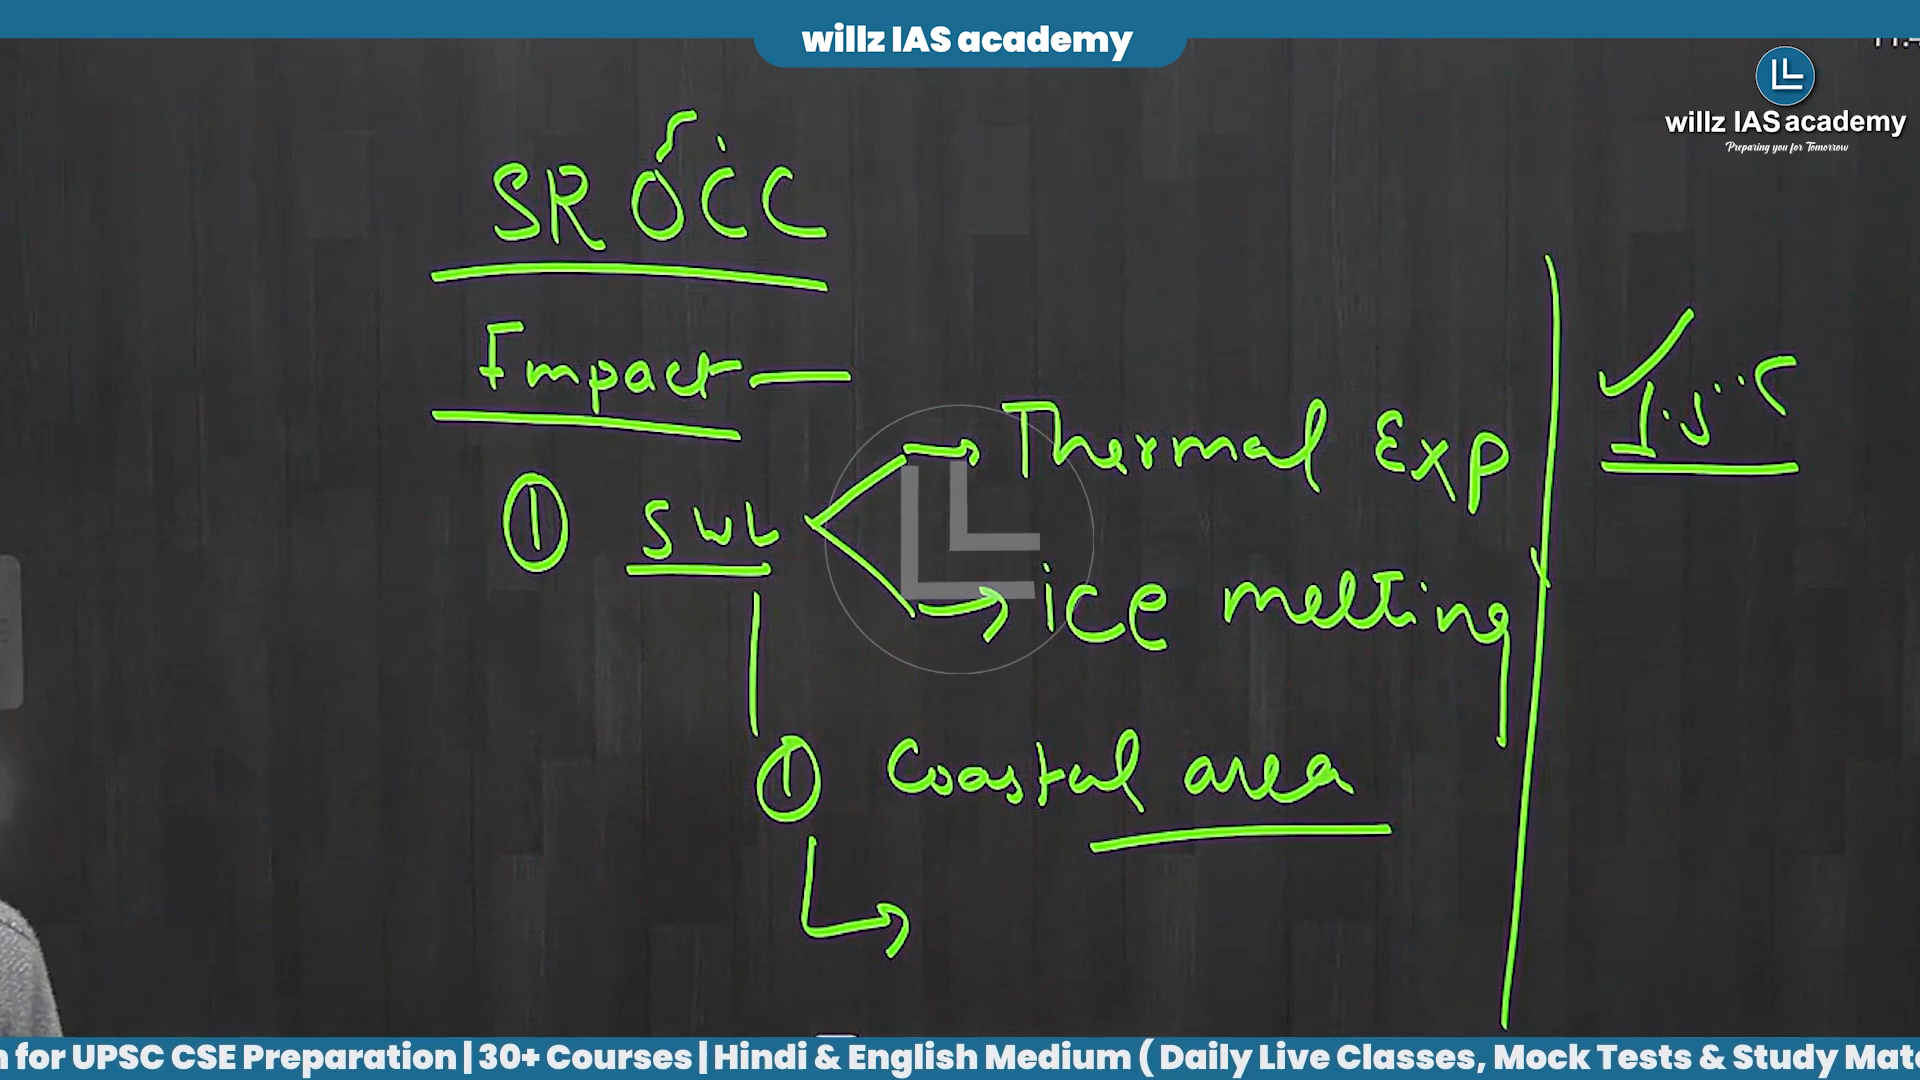 willz IAS academy
willz IAS academy
Preparing you for Tomorrow
SROCC
Impact —
① SWL → Thermal Exp
→ ice melting
① Coastal area
for UPSC CSE Preparation | 30+ Courses | Hindi & English Medium ( Daily Live Classes, Mock Tests & Study